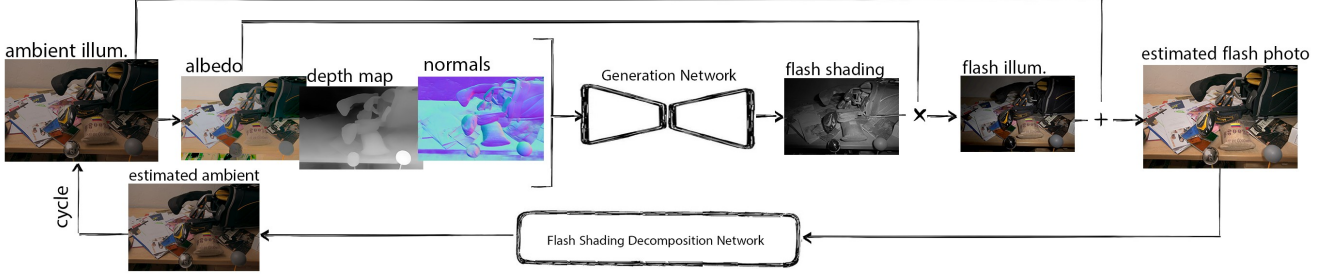 ambient illum.
albedo
depth map
normals
Generation Network
flash shading
×
flash illum.
+
estimated flash photo
estimated ambient
cycle
Flash Shading Decomposition Network